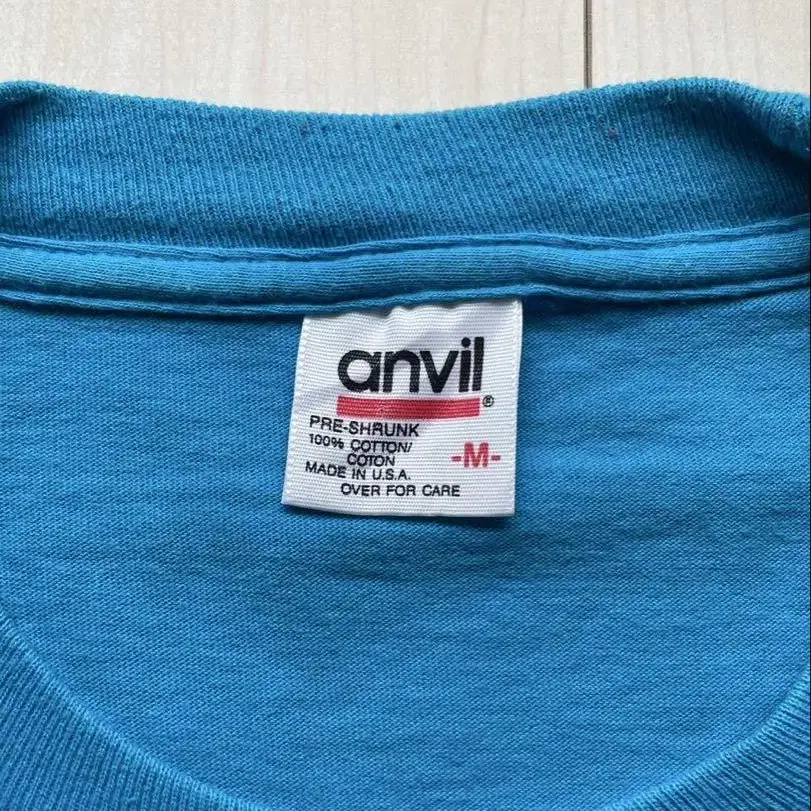 anvil®
PRE-SHRUNK
100% COTTON/
COTON
-M-
MADE IN U.S.A.
OVER FOR CARE